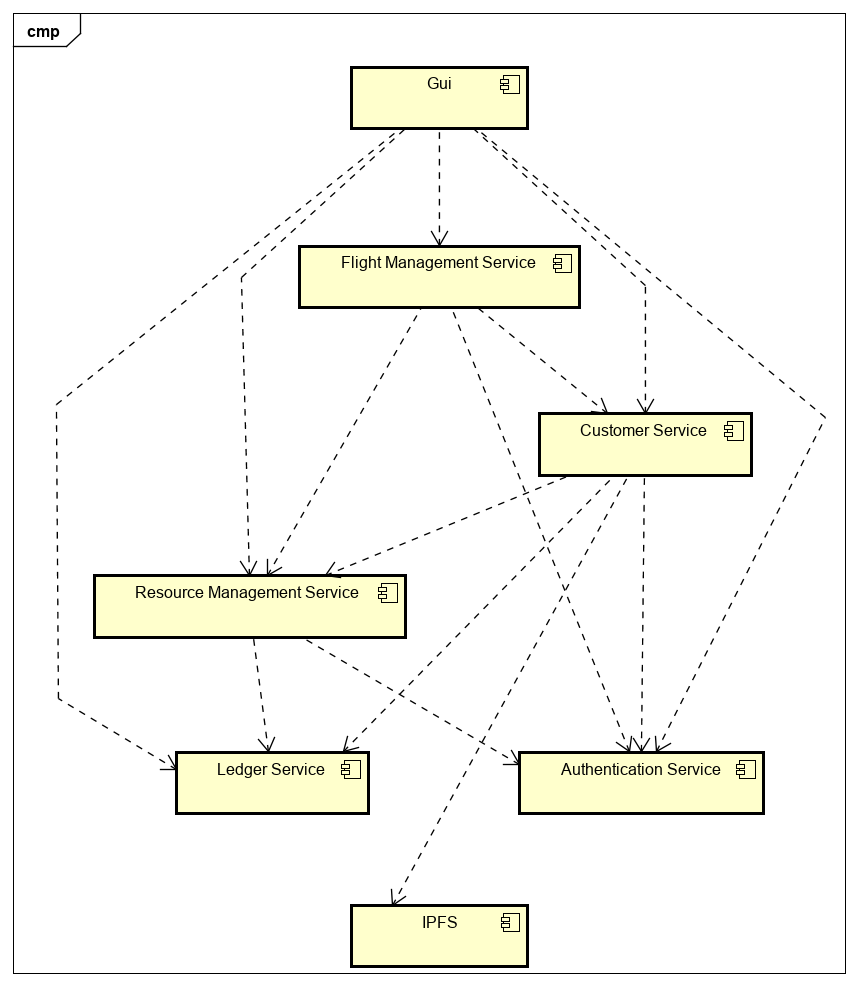 cmp
Gui
Flight Management Service
Customer Service
Resource Management Service
Ledger Service
Authentication Service
IPFS